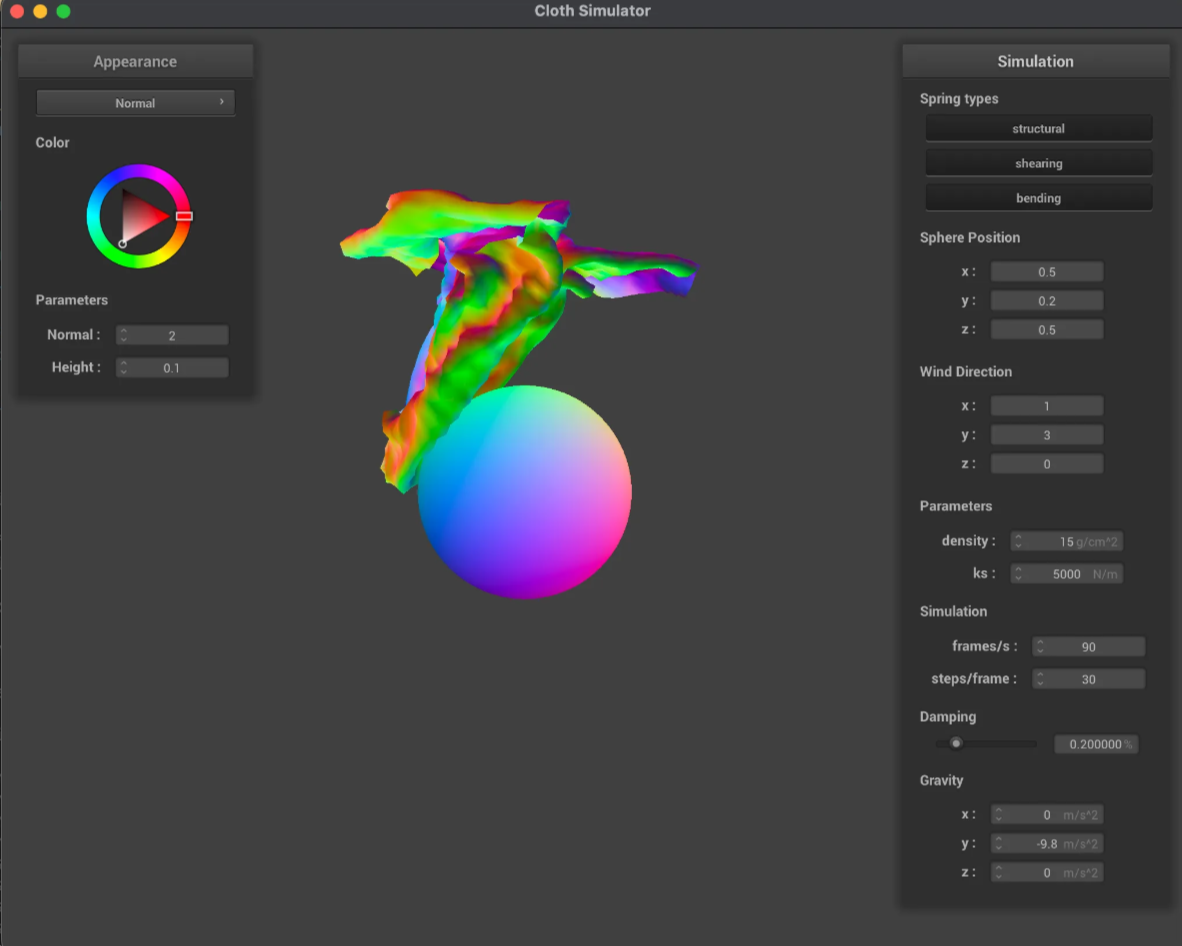 Cloth Simulator
Appearance
Normal
Color
Parameters
Normal : 2
Height : 0.1
Simulation
Spring types
structural
shearing
bending
Sphere Position
x : 0.5
y : 0.2
z : 0.5
Wind Direction
x : 1
y : 3
z : 0
Parameters
density : 15 g/cm^2
ks : 5000 N/m
Simulation
frames/s : 90
steps/frame : 30
Damping
0.200000 %
Gravity
x : 0 m/s^2
y : -9.8 m/s^2
z : 0 m/s^2